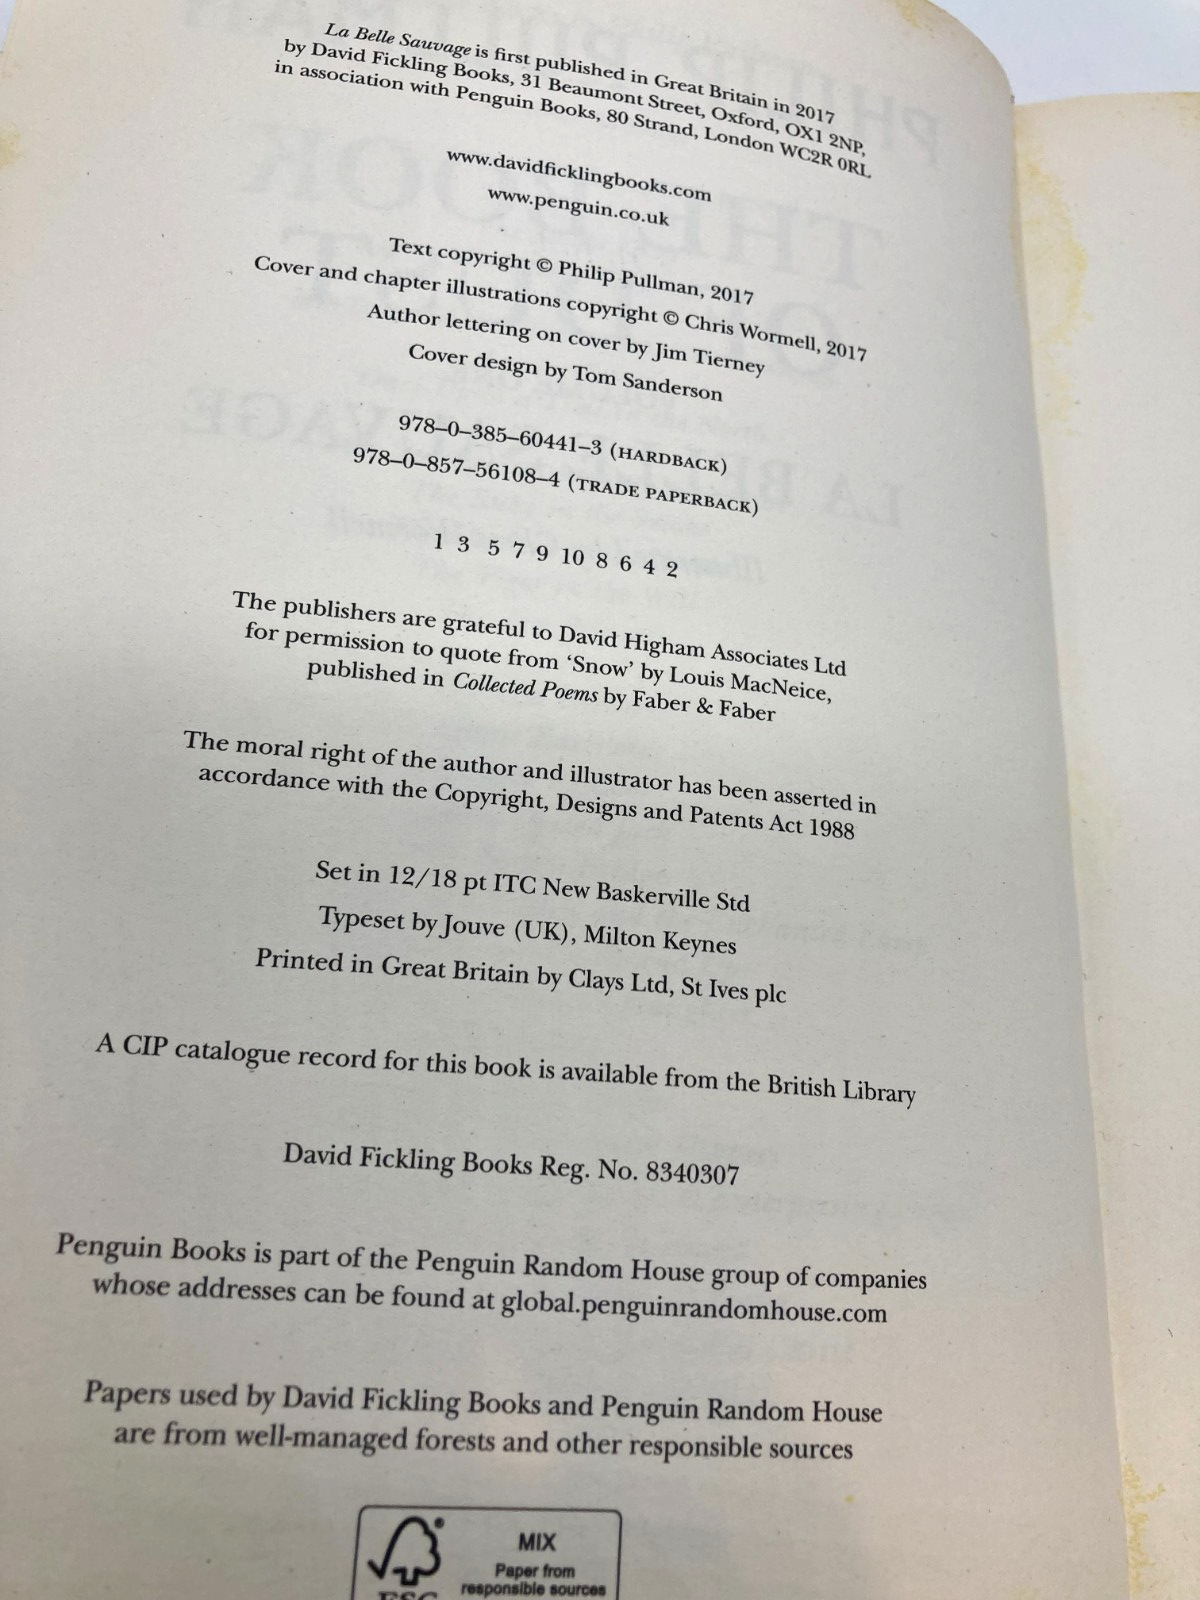 La Belle Sauvage is first published in Great Britain in 2017
by David Fickling Books, 31 Beaumont Street, Oxford, OX1 2NP,
in association with Penguin Books, 80 Strand, London WC2R 0RL
www.davidficklingbooks.com
www.penguin.co.uk
Text copyright © Philip Pullman, 2017
Cover and chapter illustrations copyright © Chris Wormell, 2017
Author lettering on cover by Jim Tierney
Cover design by Tom Sanderson
978–0–385–60441–3 (HARDBACK)
978–0–857–56108–4 (TRADE PAPERBACK)
1 3 5 7 9 10 8 6 4 2
The publishers are grateful to David Higham Associates Ltd
for permission to quote from ‘Snow’ by Louis MacNeice,
published in Collected Poems by Faber & Faber
The moral right of the author and illustrator has been asserted in
accordance with the Copyright, Designs and Patents Act 1988
Set in 12/18 pt ITC New Baskerville Std
Typeset by Jouve (UK), Milton Keynes
Printed in Great Britain by Clays Ltd, St Ives plc
A CIP catalogue record for this book is available from the British Library
David Fickling Books Reg. No. 8340307
Penguin Books is part of the Penguin Random House group of companies
whose addresses can be found at global.penguinrandomhouse.com
Papers used by David Fickling Books and Penguin Random House
are from well-managed forests and other responsible sources
MIX
Paper from
responsible sources
FSC